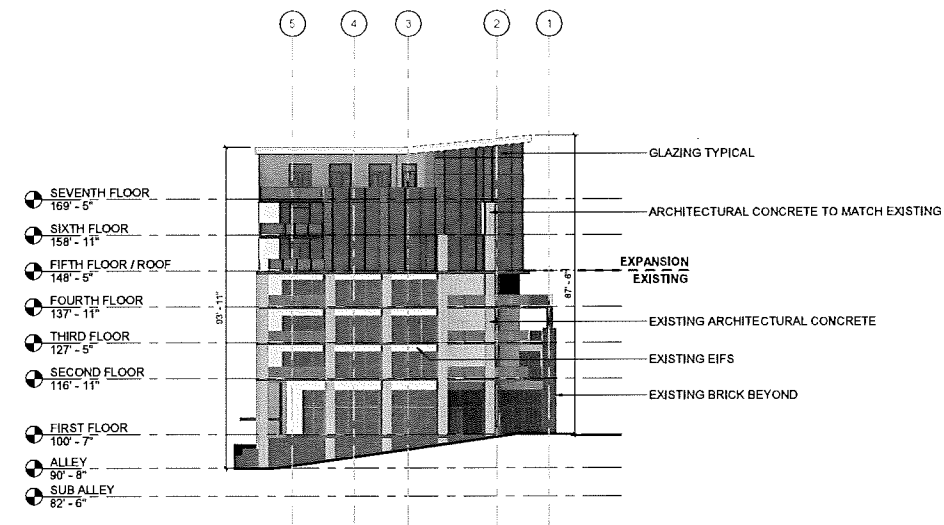 5 4 3 2 1
GLAZING TYPICAL
SEVENTH FLOOR
169' - 5"
ARCHITECTURAL CONCRETE TO MATCH EXISTING
SIXTH FLOOR
158' - 11"
EXPANSION
FIFTH FLOOR / ROOF
148' - 5"
EXISTING
93' - 11"
87' - 6"
FOURTH FLOOR
137' - 11"
EXISTING ARCHITECTURAL CONCRETE
THIRD FLOOR
127' - 5"
EXISTING EIFS
SECOND FLOOR
116' - 11"
EXISTING BRICK BEYOND
FIRST FLOOR
100' - 7"
ALLEY
90' - 8"
SUB ALLEY
82' - 6"